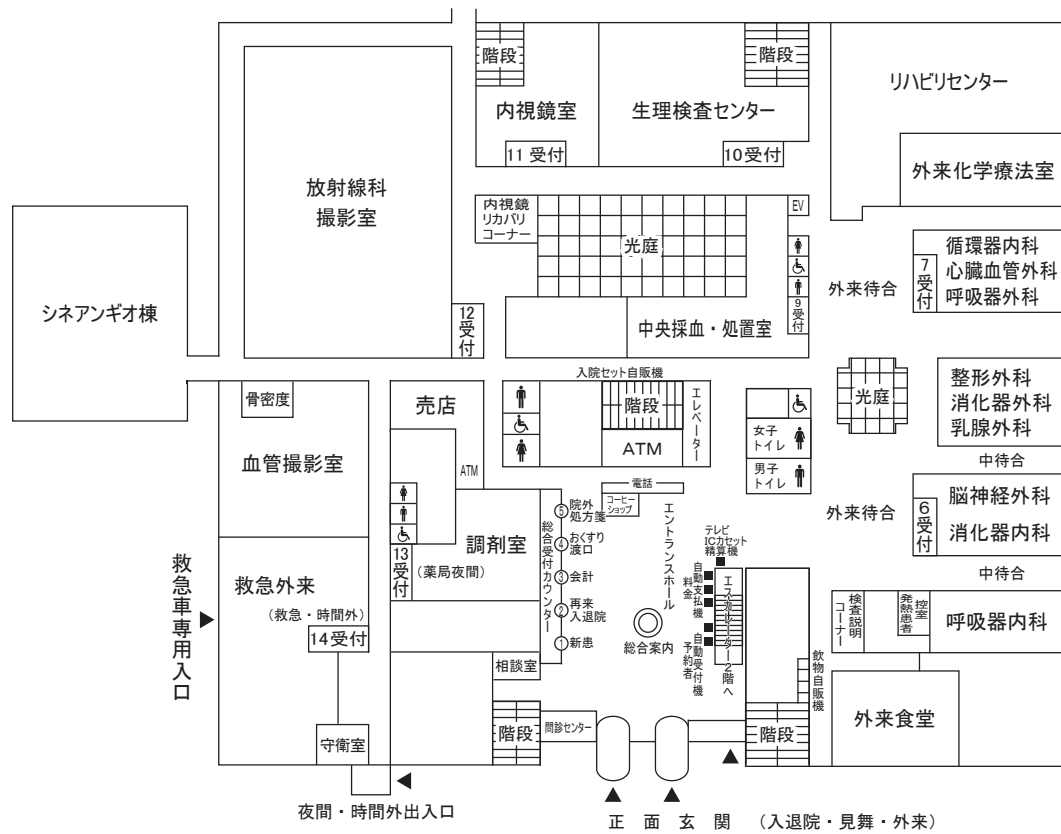 階段
階段
内視鏡室
生理検査センター
11 受付
10受付
リハビリセンター
外来化学療法室
放射線科
撮影室
内視鏡
リカバリ
コーナー
光庭
EV
9受付
中央採血・処置室
12受付
シネアンギオ棟
外来待合
7受付
循環器内科
心臓血管外科
呼吸器外科
光庭
整形外科
消化器外科
乳腺外科
中待合
外来待合
6受付
脳神経外科
消化器内科
中待合
骨密度
血管撮影室
売店
ATM
入院セット自販機
階段
ATM
エレベーター
女子
トイレ
男子
トイレ
電話
コーヒー
ショップ
エントランスホール
テレビ
ICカセット
精算機
自動支払機
料金
自動受付機
予約者
エスカレーター2階へ
総合案内
総合受付カウンター
⑤院外
処方箋
④おくすり
渡口
③会計
②再来
入退院
①新患
調剤室
(薬局夜間)
13受付
救急外来
(救急・時間外)
14受付
救急車専用入口
相談室
階段
問診センター
守衛室
夜間・時間外出入口
階段
飲物自販機
検査説明
コーナー
発熱患者
控室
呼吸器内科
外来食堂
正面玄関 (入退院・見舞・外来)